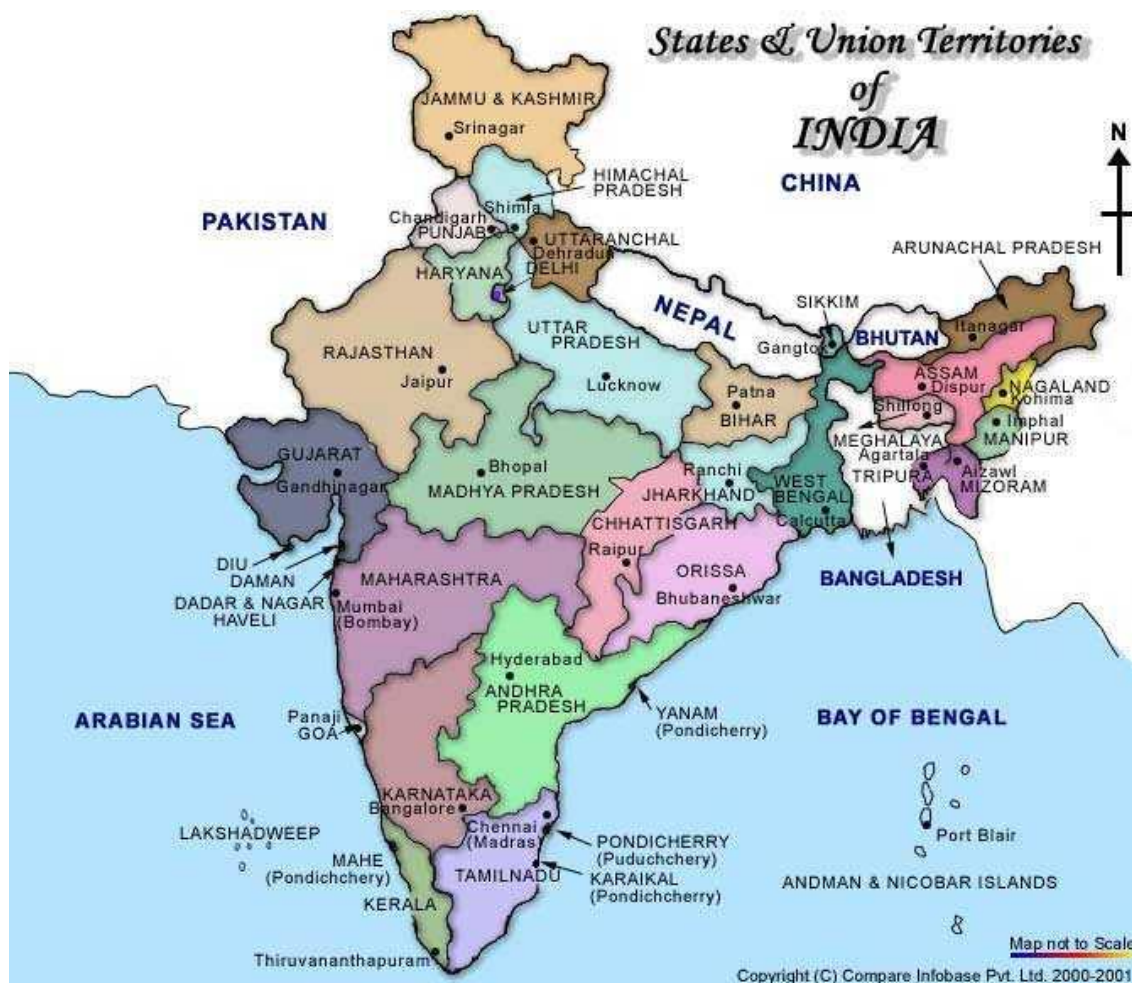 States & Union Territories
of
INDIA
N
JAMMU & KASHMIR
Srinagar
CHINA
HIMACHAL
PRADESH
PAKISTAN
Shimla
Chandigarh
PUNJAB
UTTARANCHAL
Dehradun
DELHI
HARYANA
ARUNACHAL PRADESH
NEPAL
SIKKIM
Gangtok
BHUTAN
Itanagar
UTTAR
PRADESH
Lucknow
RAJASTHAN
Jaipur
Patna
BIHAR
ASSAM
Dispur
NAGALAND
Kohima
Shillong
Imphal
MANIPUR
MEGHALAYA
Agartala
TRIPURA
Aizawl
MIZORAM
GUJARAT
Gandhinagar
Bhopal
MADHYA PRADESH
Ranchi
JHARKHAND
WEST
BENGAL
Calcutta
CHHATTISGARH
Raipur
DIU
DAMAN
DADAR & NAGAR
HAVELI
MAHARASHTRA
Mumbai
(Bombay)
ORISSA
Bhubaneshwar
BANGLADESH
Hyderabad
ANDHRA
PRADESH
ARABIAN SEA
Panaji
GOA
YANAM
(Pondicherry)
BAY OF BENGAL
KARNATAKA
Bangalore
LAKSHADWEEP
Chennai
(Madras)
PONDICHERRY
(Puduchchery)
Port Blair
MAHE
(Pondichchery)
TAMILNADU
KARAIKAL
(Pondichcherry)
ANDMAN & NICOBAR ISLANDS
KERALA
Thiruvananthapuram
Map not to Scale
Copyright (C) Compare Infobase Pvt. Ltd. 2000-2001